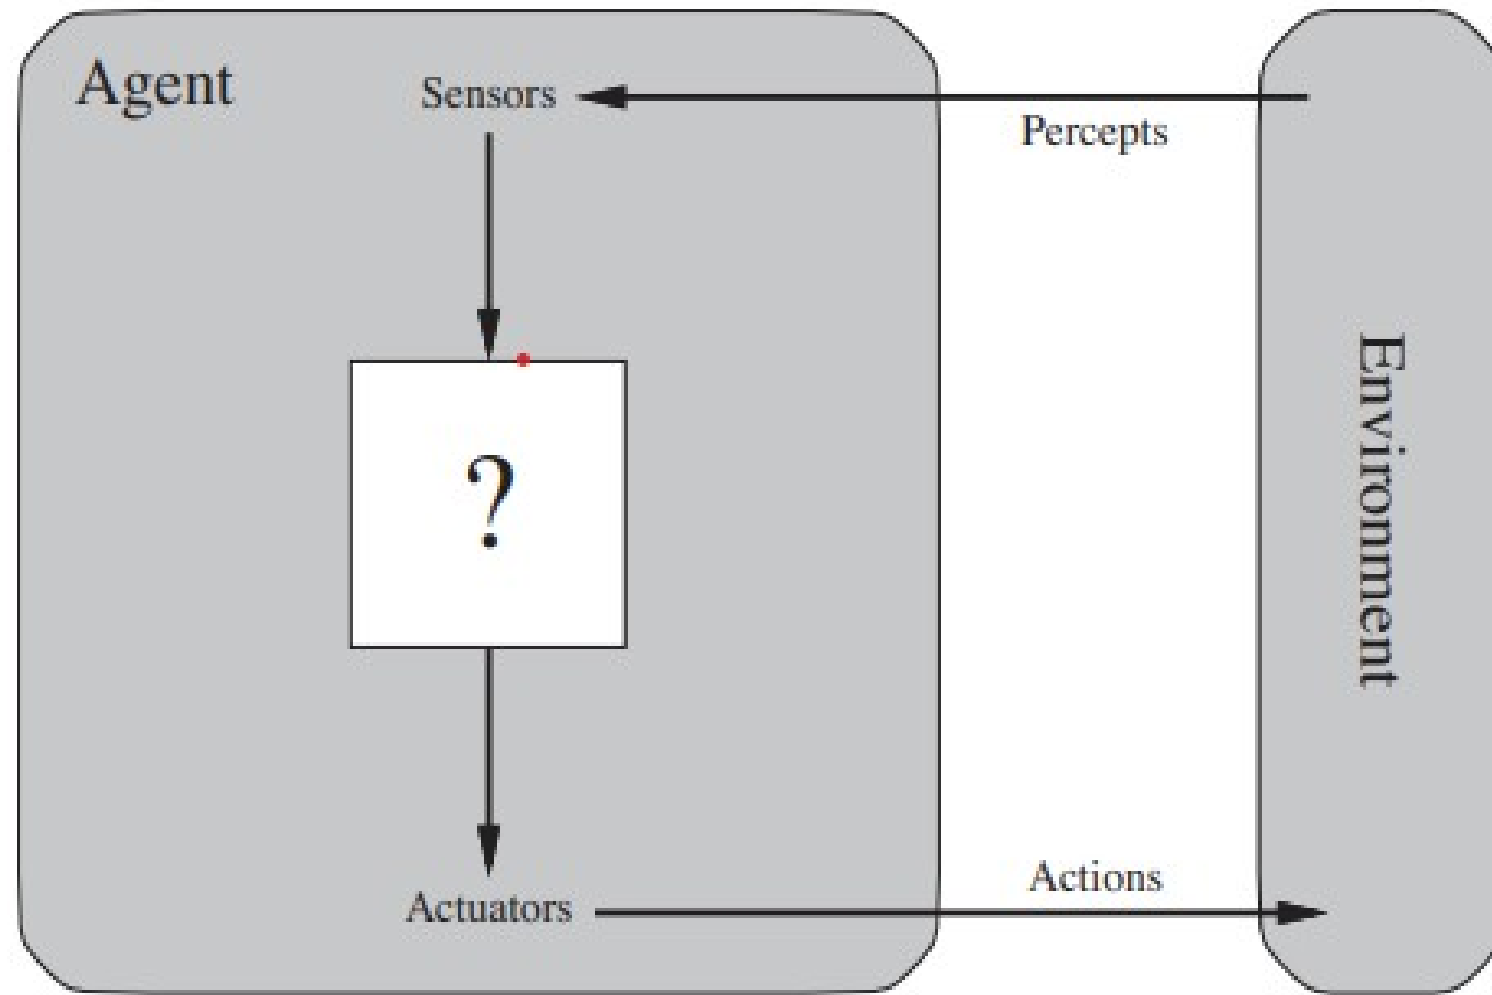 Agent
Sensors
Percepts
?
Environment
Actions
Actuators